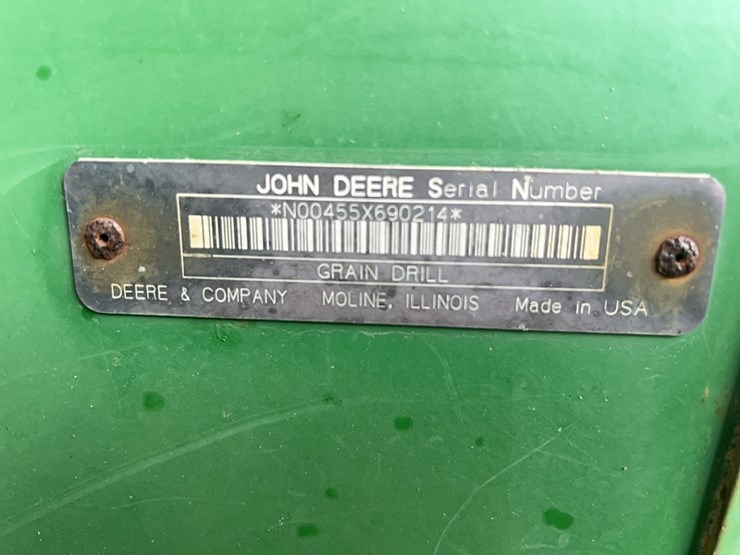 JOHN DEERE Serial Number
*N00455X690214*
GRAIN DRILL
DEERE & COMPANY MOLINE, ILLINOIS Made in USA